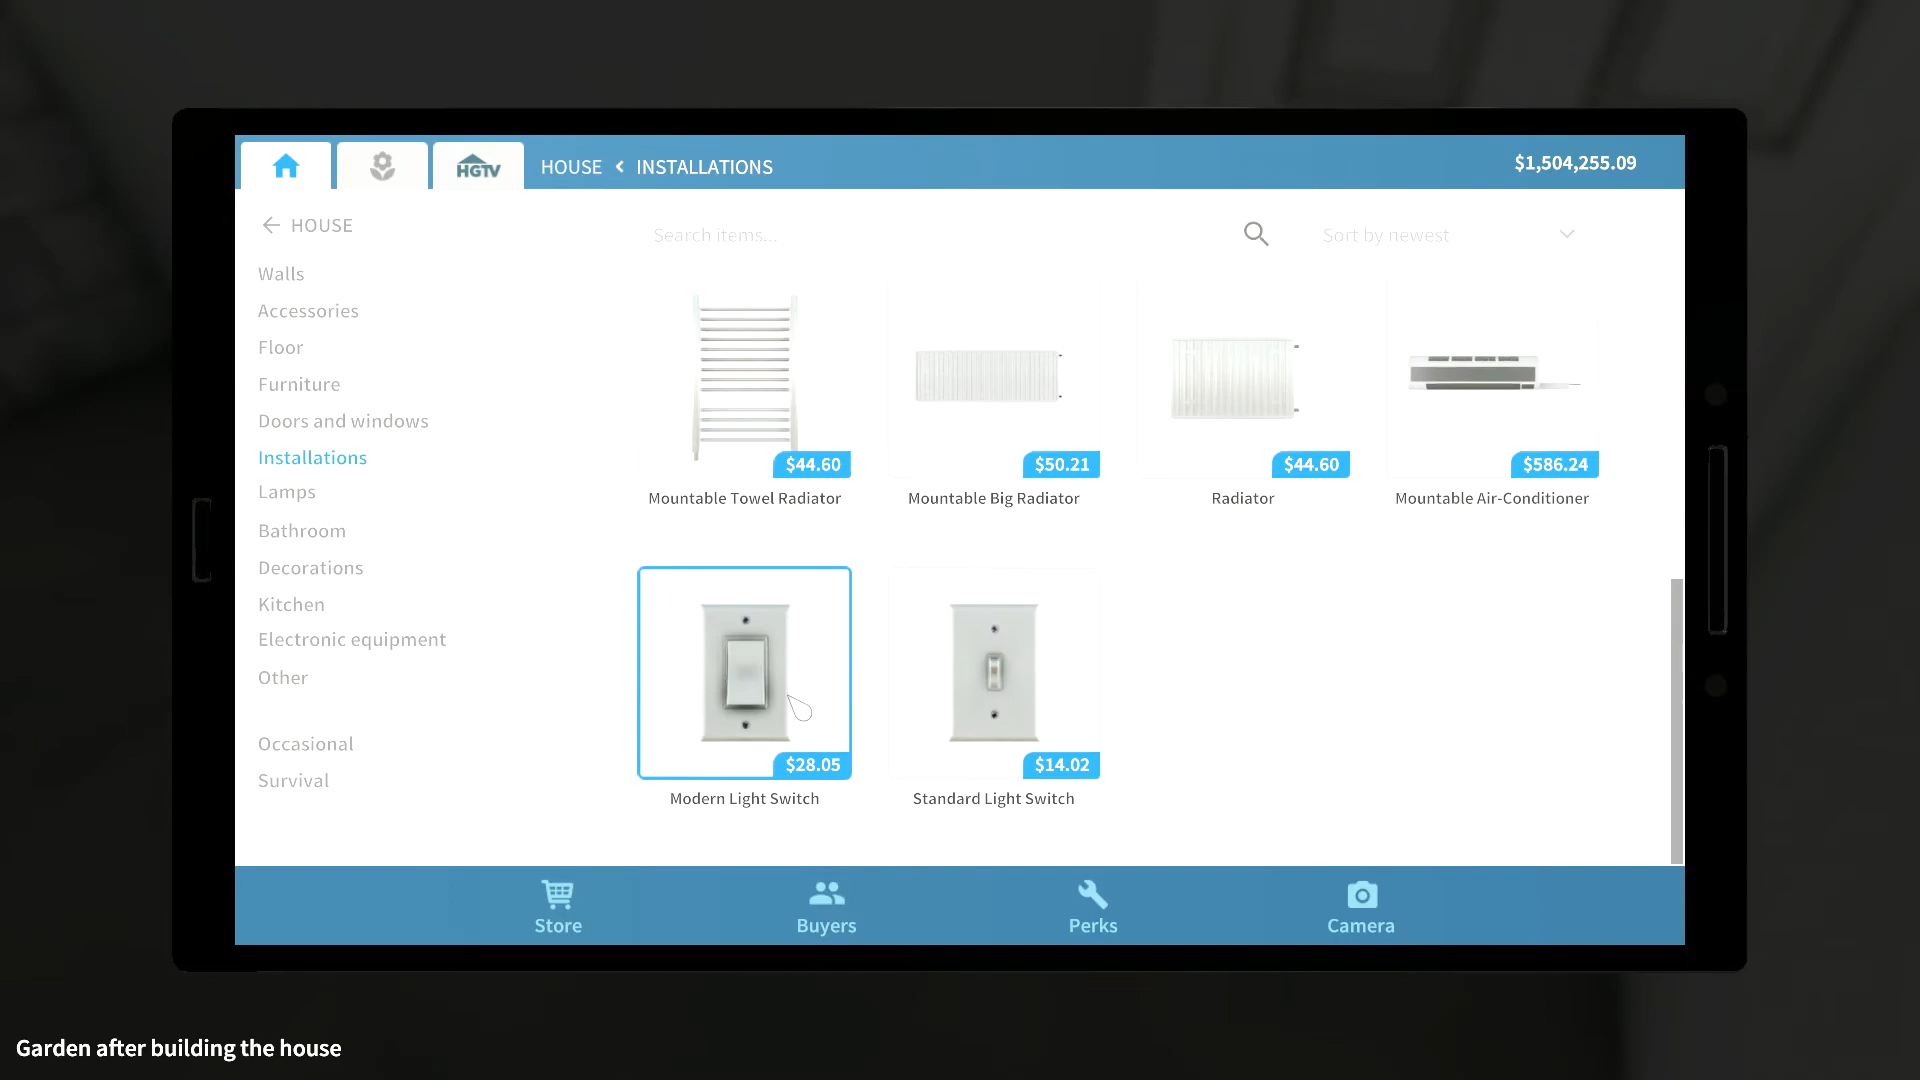 HGTV
HOUSE
INSTALLATIONS
$1,504,255.09
HOUSE
Search items...
Sort by newest
Walls
Accessories
Floor
Furniture
Doors and windows
Installations
Lamps
Bathroom
Decorations
Kitchen
Electronic equipment
Other
Occasional
Survival
$44.60
$50.21
$44.60
$586.24
Mountable Towel Radiator
Mountable Big Radiator
Radiator
Mountable Air-Conditioner
$28.05
$14.02
Modern Light Switch
Standard Light Switch
Store
Buyers
Perks
Camera
Garden after building the house